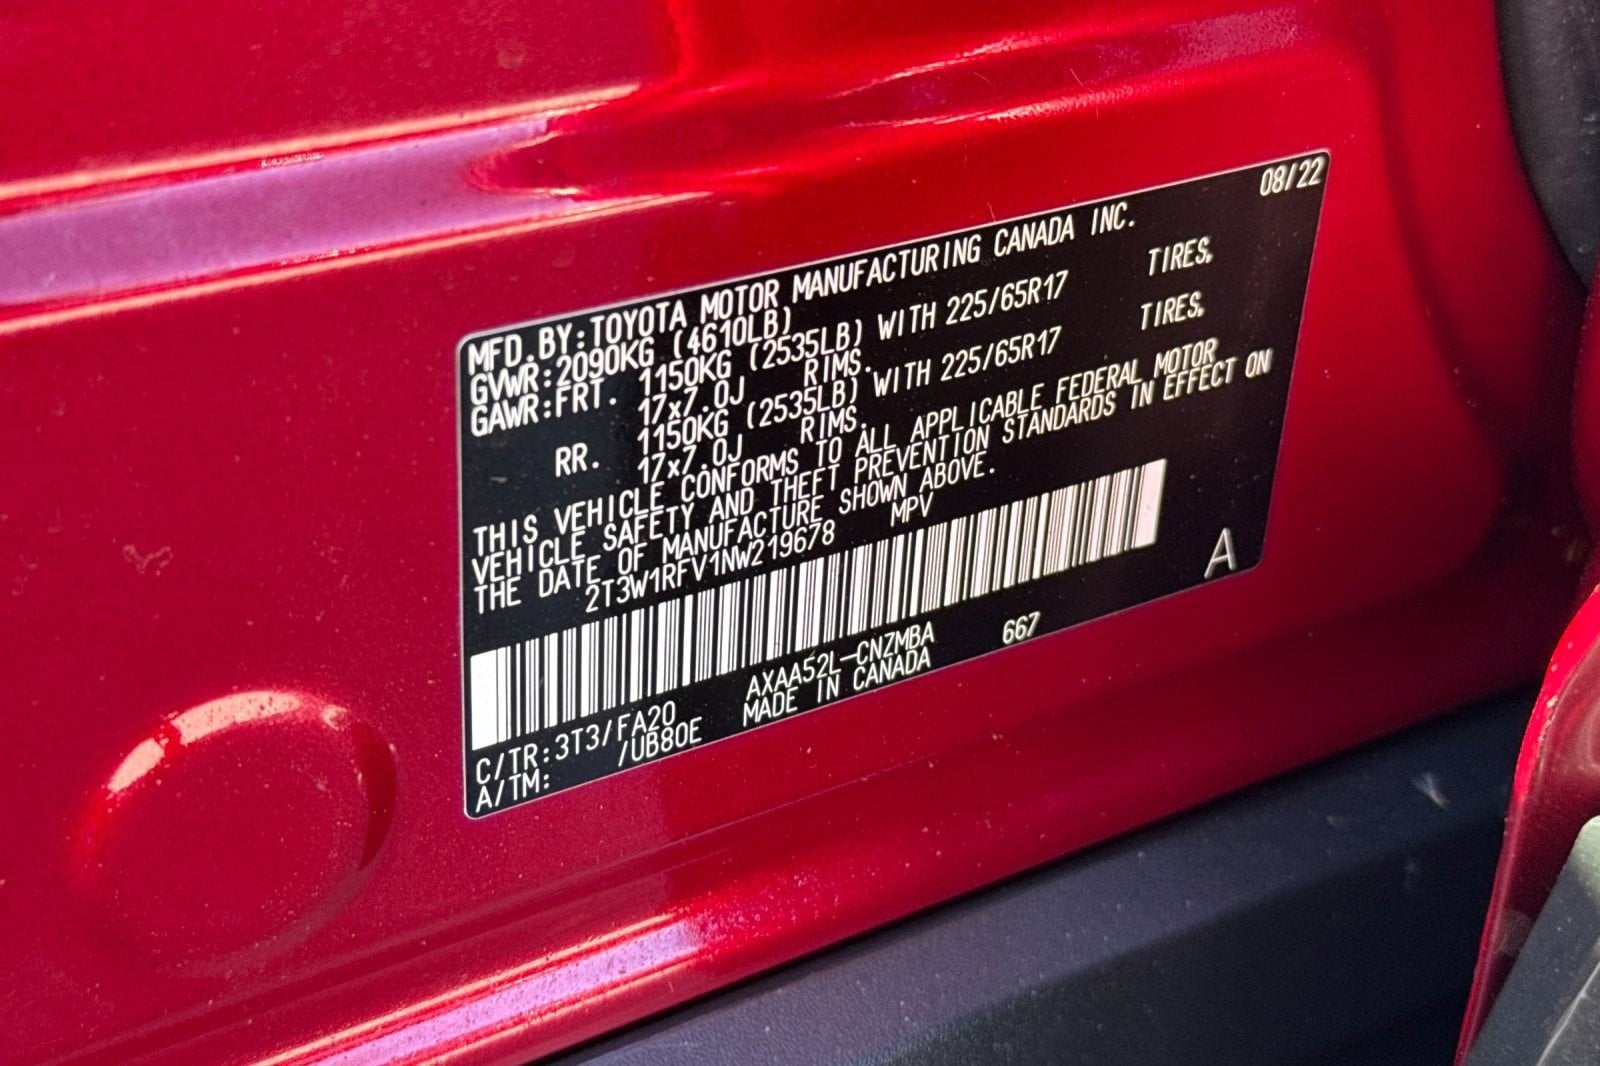 08/22
MFD.BY:TOYOTA MOTOR MANUFACTURING CANADA INC.
GVWR:2090KG (4610LB)
GAWR:FRT. 1150KG (2535LB) WITH 225/65R17 TIRES,
17x7.0J RIMS.
RR. 1150KG (2535LB) WITH 225/65R17 TIRES,
17x7.0J RIMS.
THIS VEHICLE CONFORMS TO ALL APPLICABLE FEDERAL MOTOR
VEHICLE SAFETY AND THEFT PREVENTION STANDARDS IN EFFECT ON
THE DATE OF MANUFACTURE SHOWN ABOVE.
2T3W1RFV1NW219678 MPV
A
C/TR:3T3/FA20 AXAA52L-CNZMBA 667
A/TM: /UB80E MADE IN CANADA